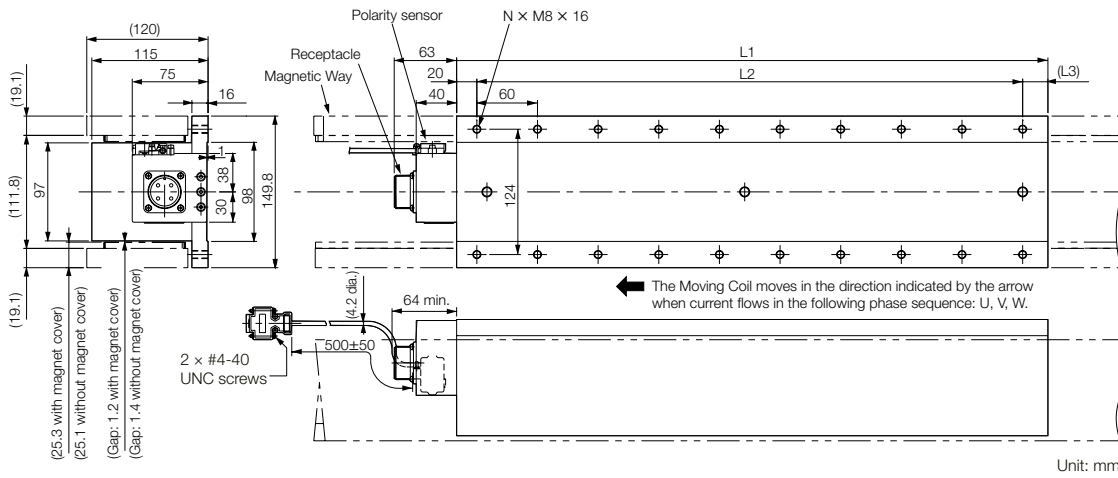 Polarity sensor
N × M8 × 16
(120)
115
75
16
Receptacle
Magnetic Way
63
L1
20
L2
(L3)
40
60
(19.1)
(111.8)
97
(19.1)
1
38
30
98
149.8
124
The Moving Coil moves in the direction indicated by the arrow
when current flows in the following phase sequence: U, V, W.
(25.3 with magnet cover)
(25.1 without magnet cover)
(Gap: 1.2 with magnet cover)
(Gap: 1.4 without magnet cover)
(4.2 dia.)
64 min.
500±50
2 × #4-40
UNC screws
Unit: mm